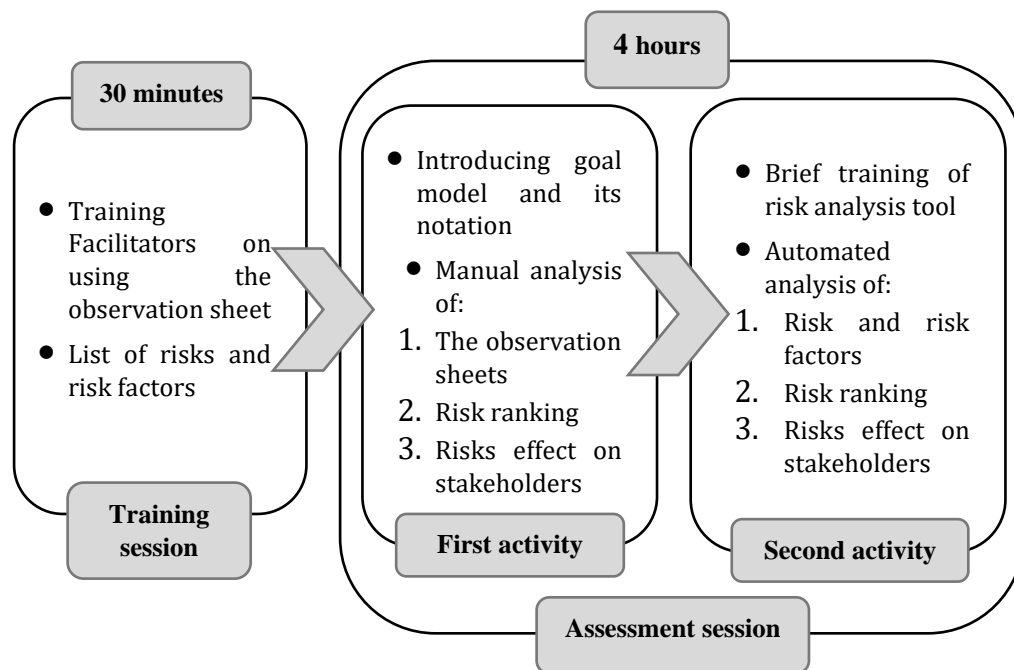 30 minutes
● Training
Facilitators on
using the
observation sheet
● List of risks and
risk factors
Training
session
4 hours
● Introducing goal
model and its
notation
● Manual analysis
of:
1. The observation
sheets
2. Risk ranking
3. Risks effect on
stakeholders
First activity
● Brief training of
risk analysis tool
● Automated
analysis of:
1. Risk and risk
factors
2. Risk ranking
3. Risks effect on
stakeholders
Second activity
Assessment session